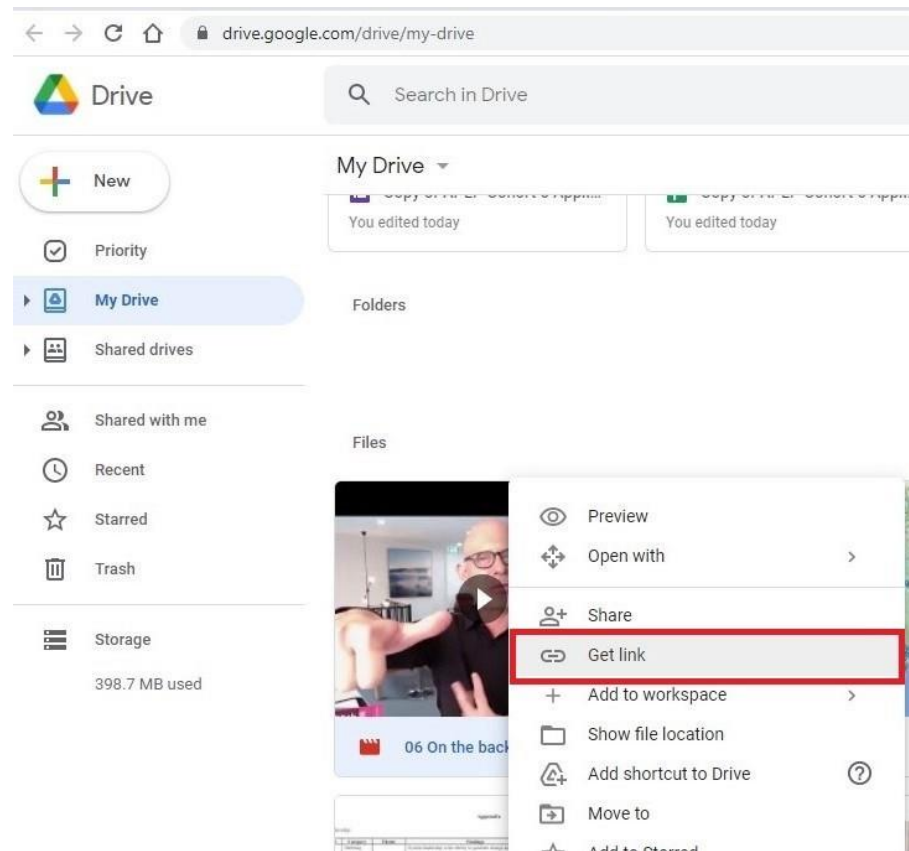 drive.google.com/drive/my-drive
Drive
Search in Drive
New
My Drive
You edited today
You edited today
Priority
My Drive
Shared drives
Folders
Shared with me
Recent
Starred
Trash
Files
Storage
398.7 MB used
06 On the back
Preview
Open with
Share
Get link
Add to workspace
Show file location
Add shortcut to Drive
Move to
Add to Starred